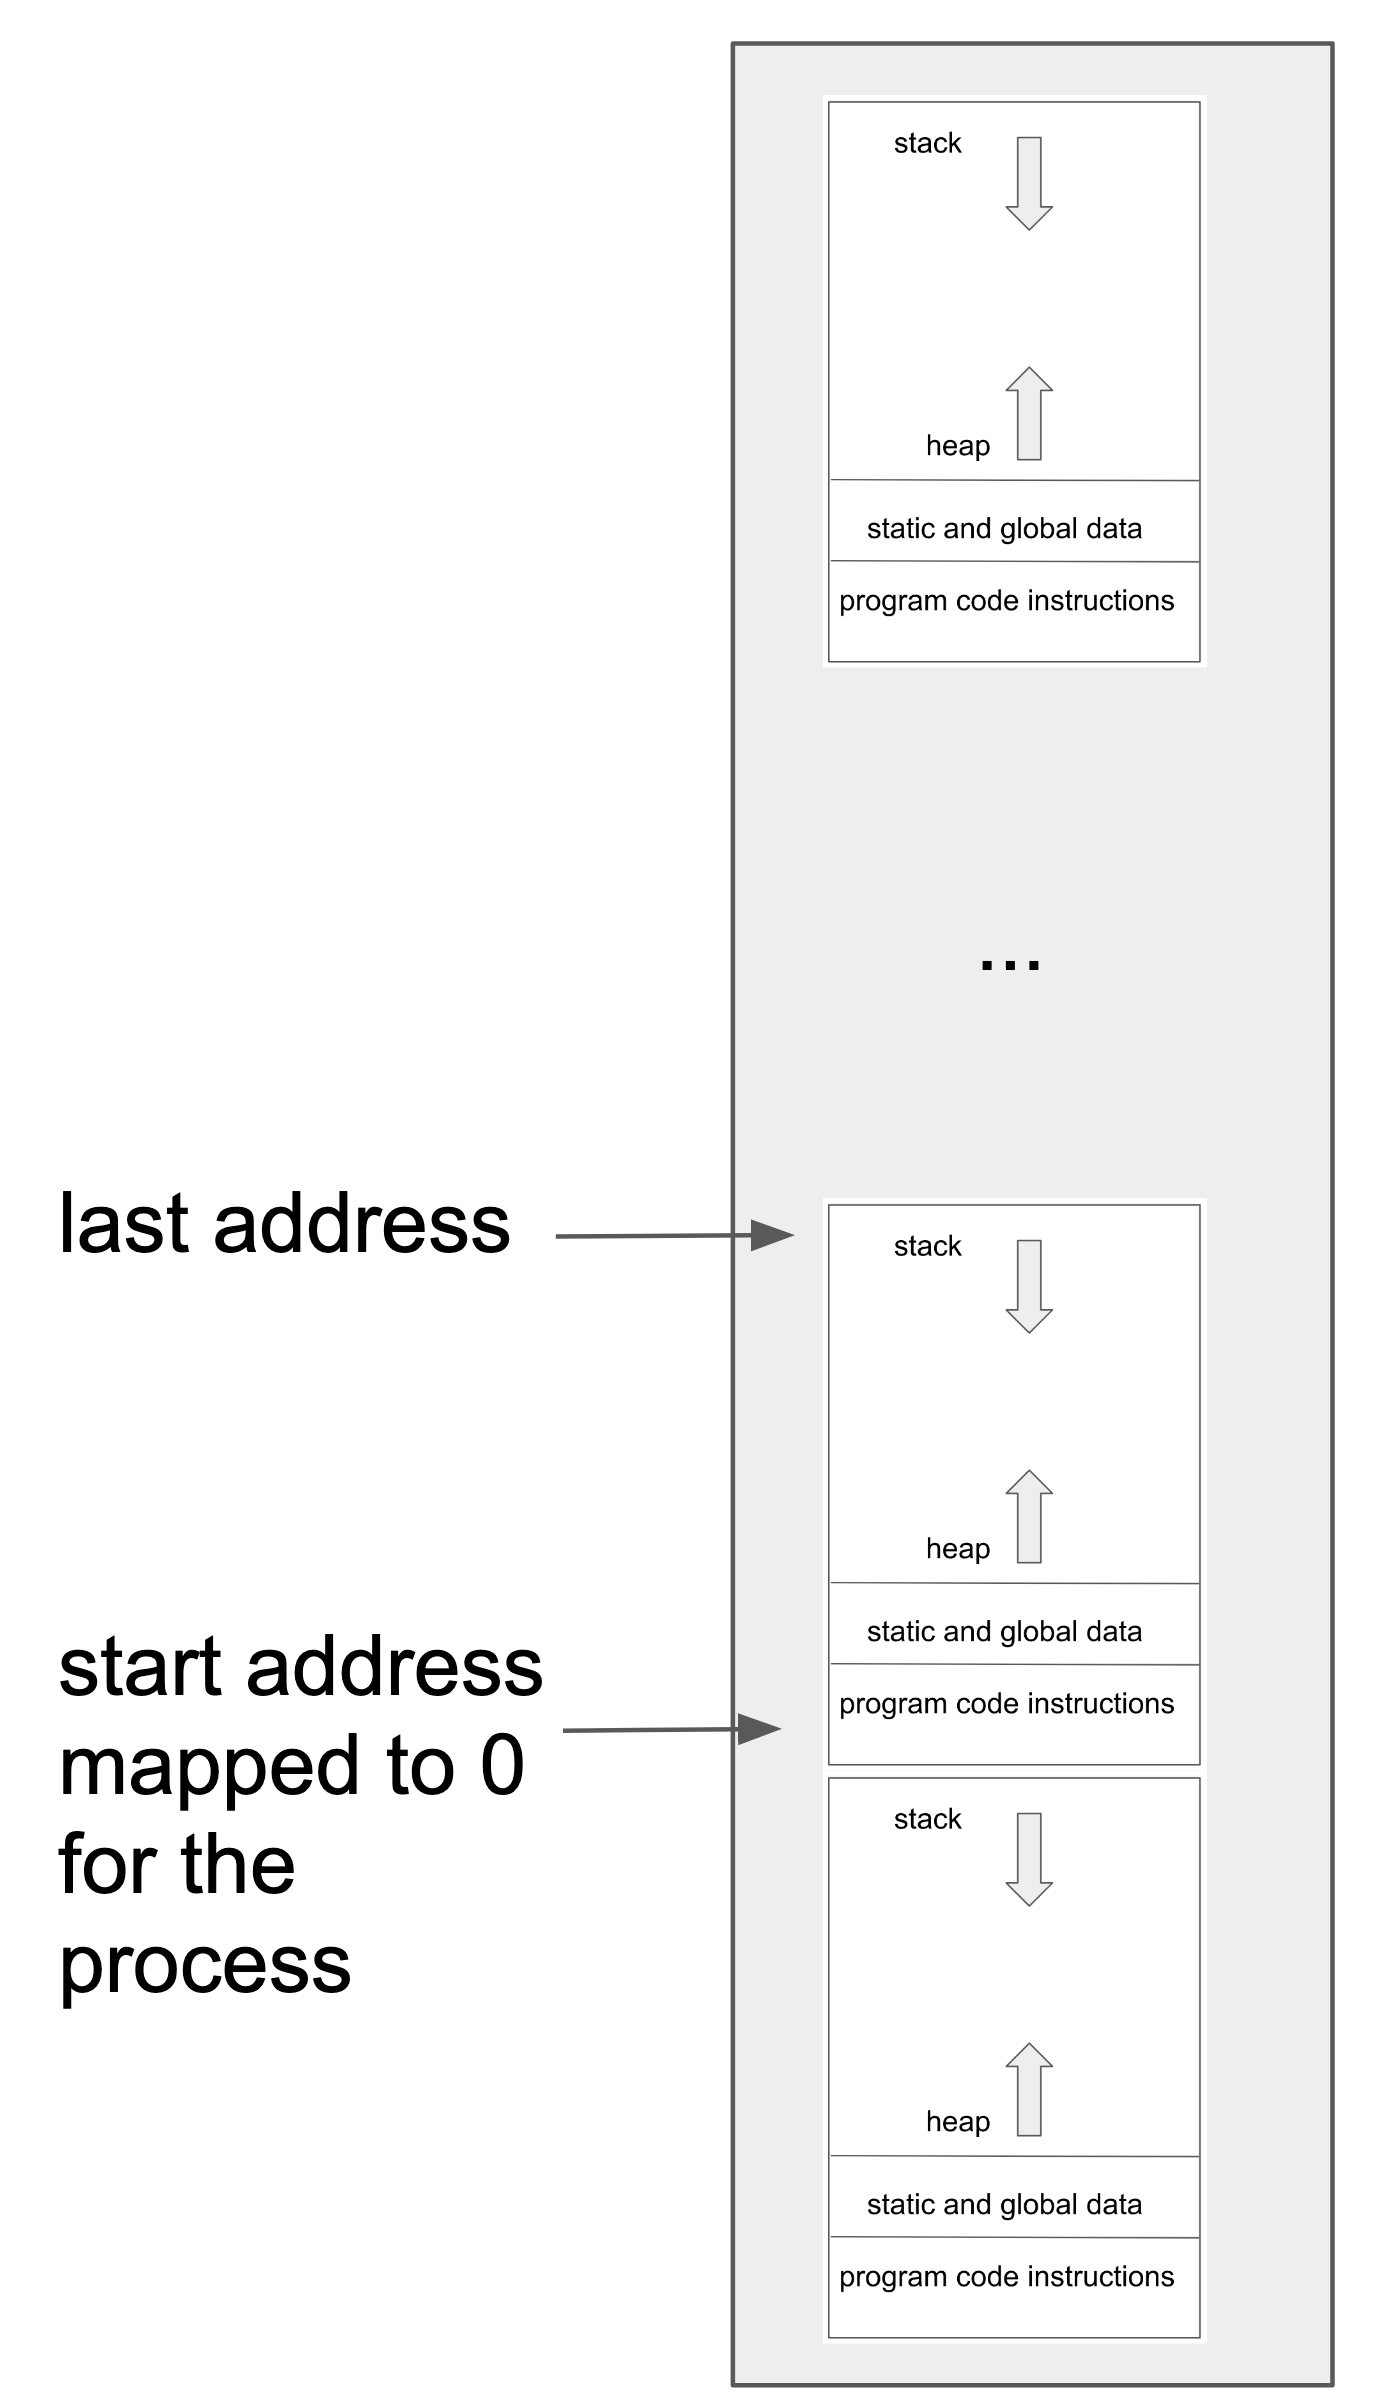 stack
heap
static and global data
program code instructions
...
last address
stack
heap
static and global data
start address
mapped to 0
for the
process
program code instructions
stack
heap
static and global data
program code instructions